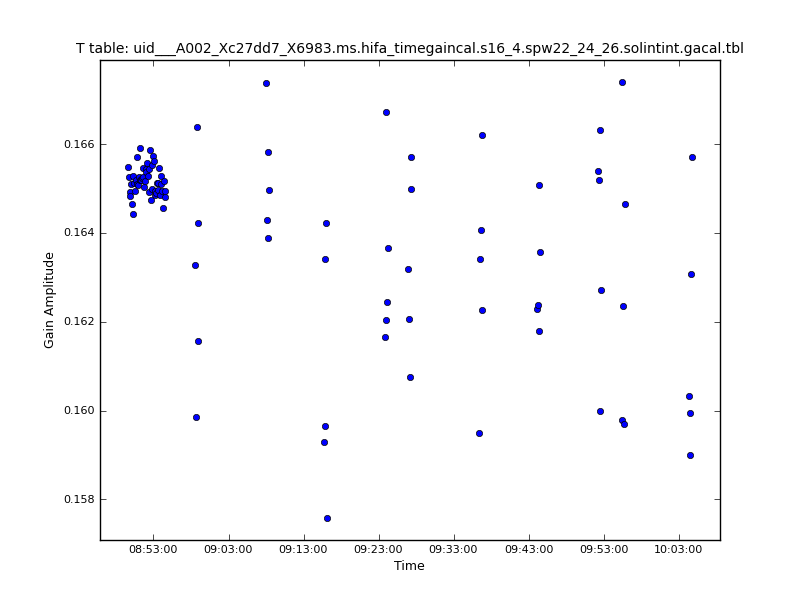 T table: uid___A002_Xc27dd7_X6983.ms.hifa_timegaincal.s16_4.spw22_24_26.solintint.gacal.tbl
Gain Amplitude
0.166
0.164
0.162
0.160
0.158
08:53:00 09:03:00 09:13:00 09:23:00 09:33:00 09:43:00 09:53:00 10:03:00
Time